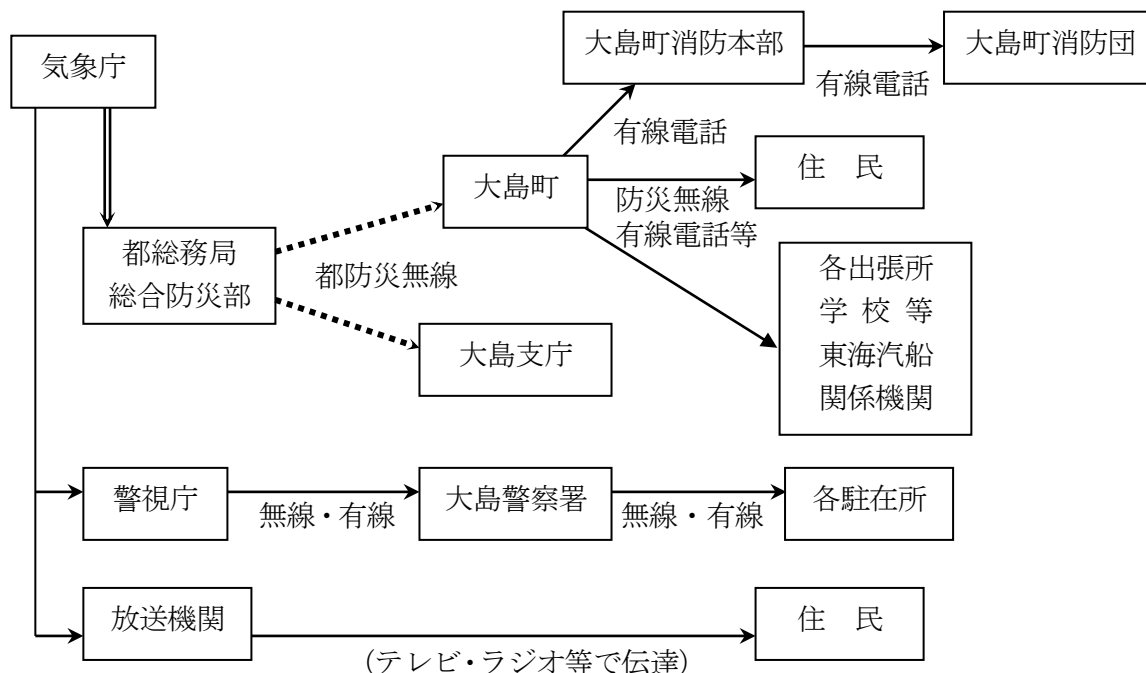 気象庁
大島町消防本部
大島町消防団
有線電話
有線電話
大島町
住　民
防災無線
有線電話等
都総務局
総合防災部
都防災無線
各出張所
学 校 等
東海汽船
関係機関
大島支庁
警視庁
無線・有線
大島警察署
無線・有線
各駐在所
放送機関
(テレビ・ラジオ等で伝達)
住　民